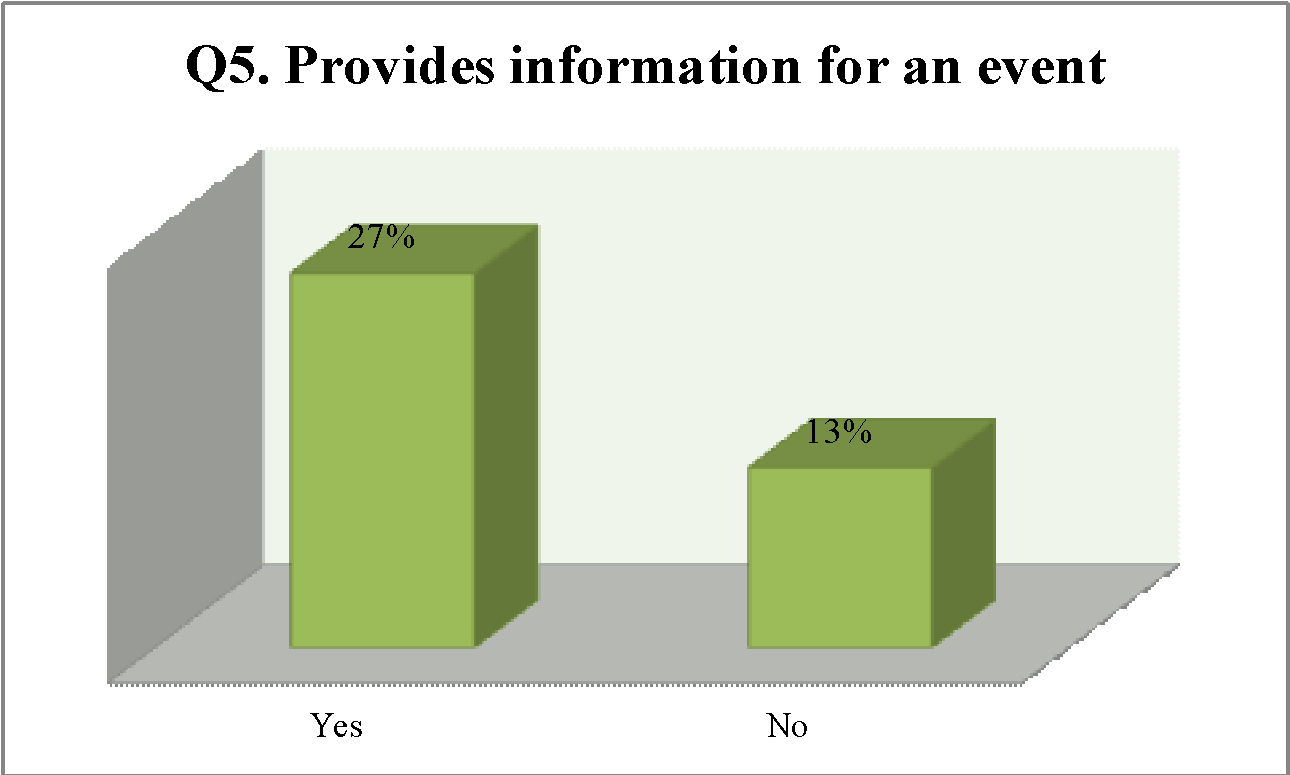 Q5. Provides information for an event
27%
13%
Yes No